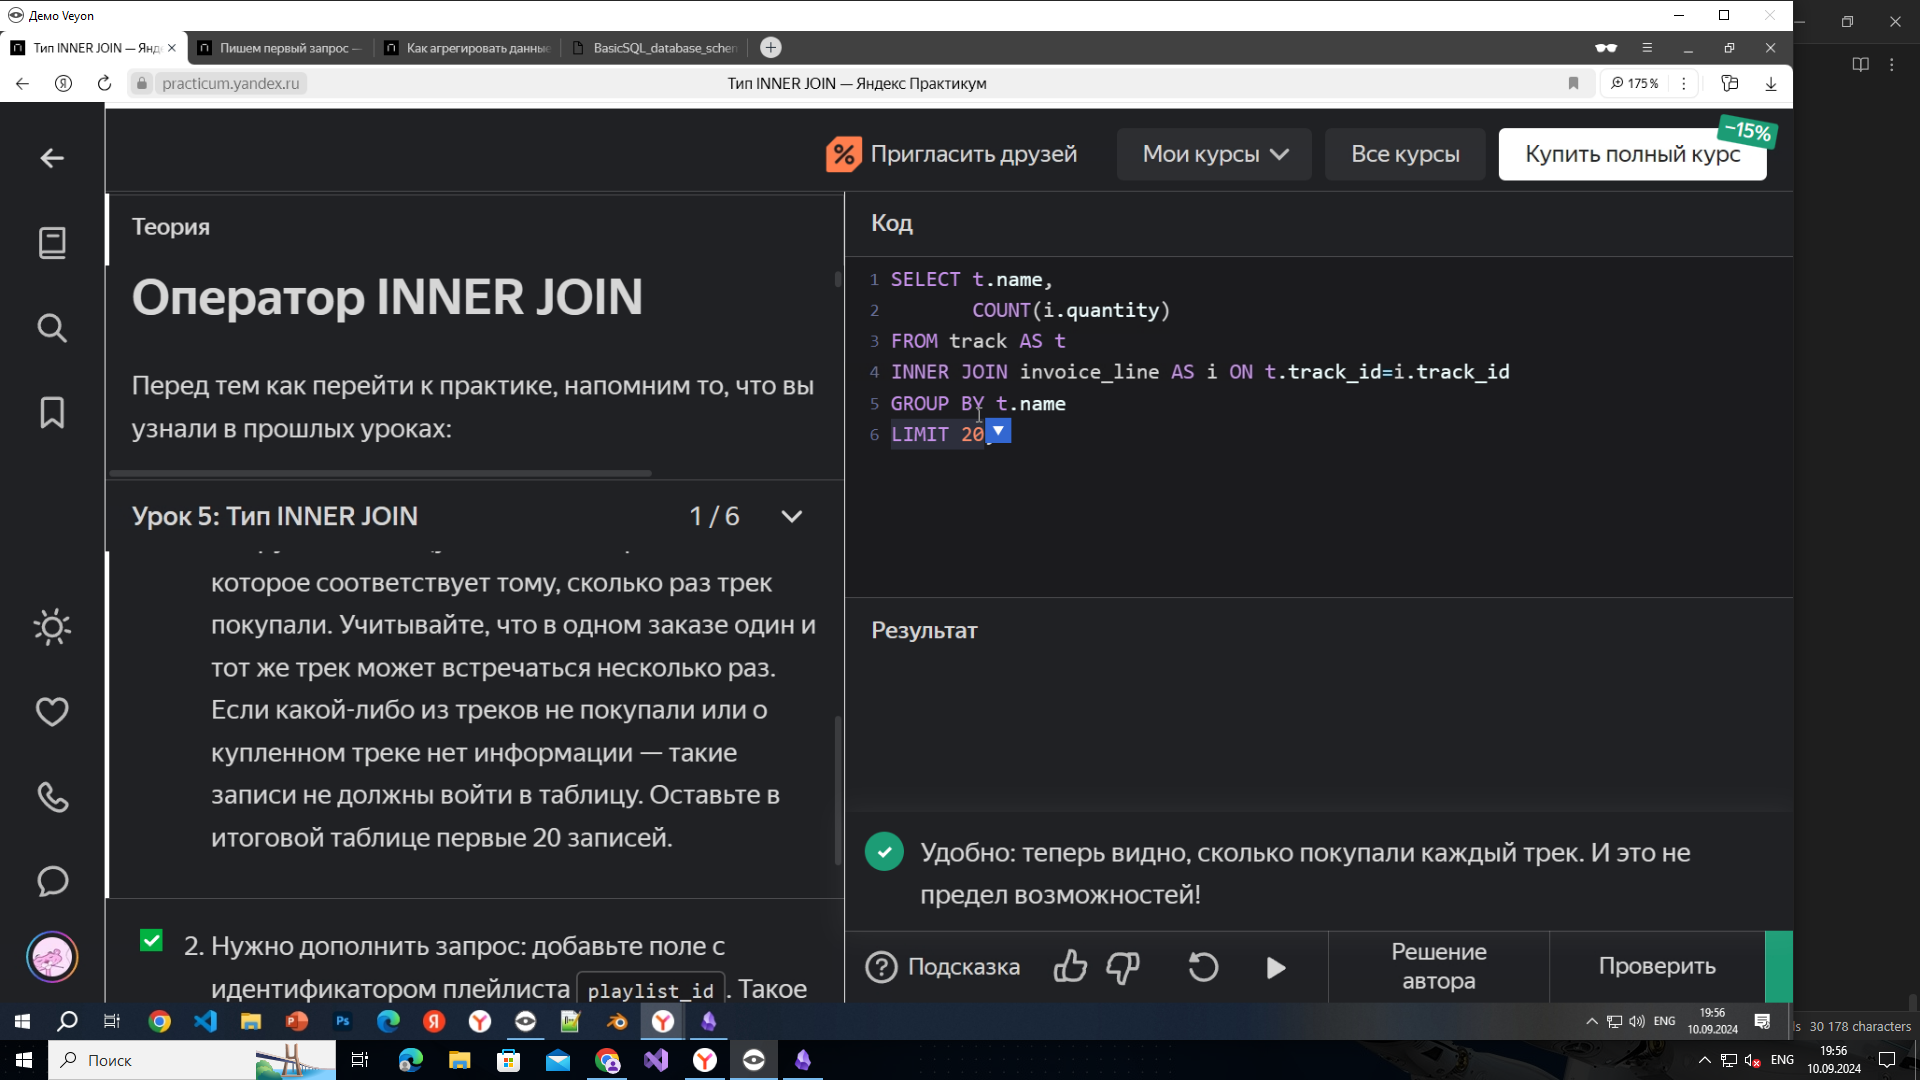 Демо Veyon
Тип INNER JOIN — Янд
Пишем первый запрос —
Как агрегировать данные
BasicSQL_database_schem
practicum.yandex.ru
Тип INNER JOIN — Яндекс Практикум
175 %
Пригласить друзей
Мои курсы
Все курсы
Купить полный курс
−15%
Теория
Оператор INNER JOIN
Перед тем как перейти к практике, напомним то, что вы
узнали в прошлых уроках:
Урок 5: Тип INNER JOIN
1 / 6
которое соответствует тому, сколько раз трек
покупали. Учитывайте, что в одном заказе один и
тот же трек может встречаться несколько раз.
Если какой-либо из треков не покупали или о
купленном треке нет информации — такие
записи не должны войти в таблицу. Оставьте в
итоговой таблице первые 20 записей.
2. Нужно дополнить запрос: добавьте поле с
идентификатором плейлиста playlist_id . Такое
Код
1 SELECT t.name,
2 COUNT(i.quantity)
3 FROM track AS t
4 INNER JOIN invoice_line AS i ON t.track_id=i.track_id
5 GROUP BY t.name
6 LIMIT 20
Результат
Удобно: теперь видно, сколько покупали каждый трек. И это не
предел возможностей!
Подсказка
Решение
автора
Проверить
ENG
19:56
10.09.2024
30 178 characters
Поиск
ENG
19:56
10.09.2024